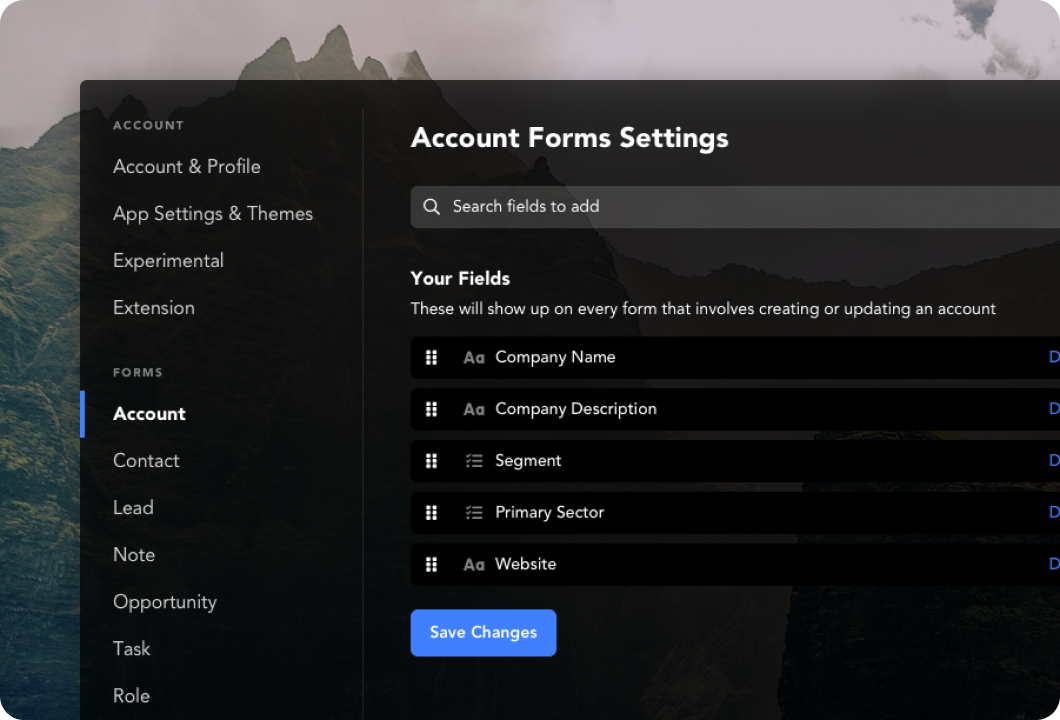 ACCOUNT
Account & Profile
App Settings & Themes
Experimental
Extension
FORMS
Account
Contact
Lead
Note
Opportunity
Task
Role
Account Forms Settings
Search fields to add
Your Fields
These will show up on every form that involves creating or updating an account
Aa Company Name
Aa Company Description
Segment
Primary Sector
Aa Website
Save Changes